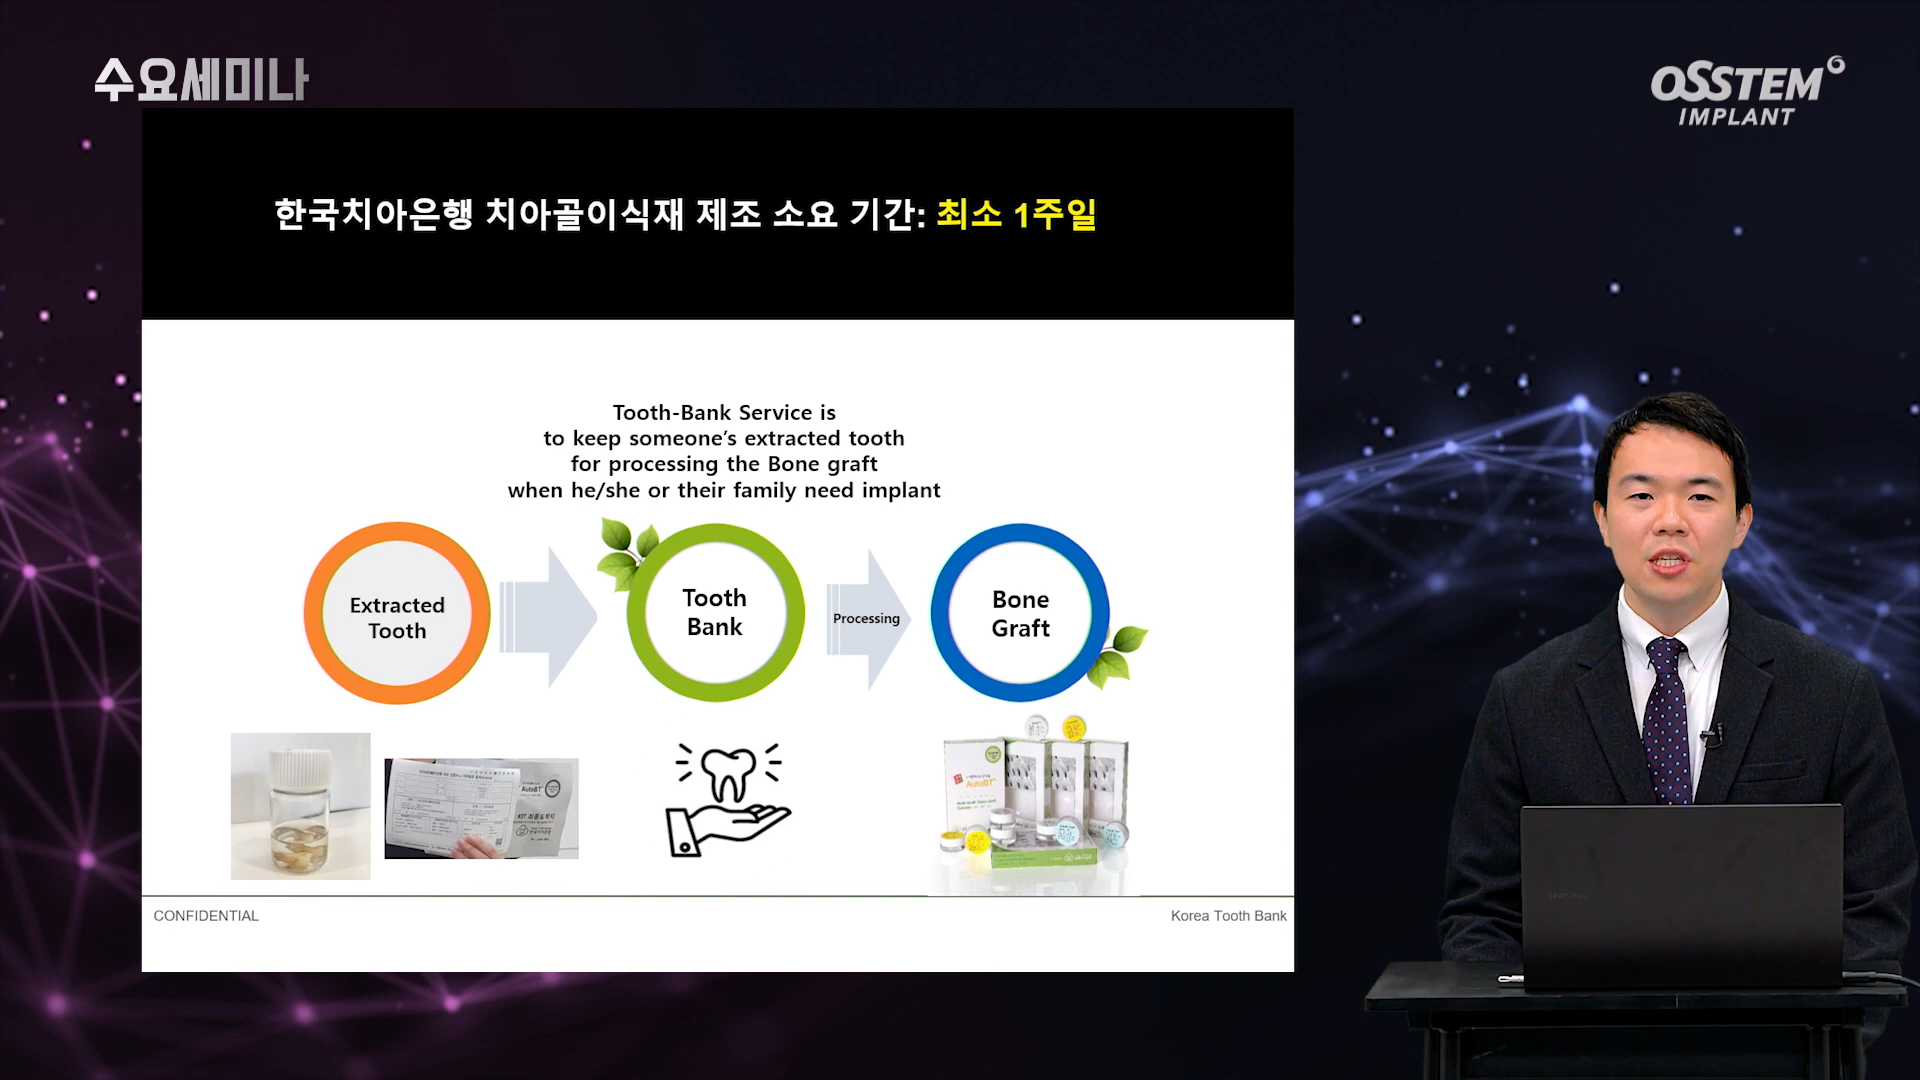 수요세미나
OSSTEM
IMPLANT
한국치아은행 치아골이식재 제조 소요 기간: 최소 1주일
Tooth-Bank Service is
to keep someone’s extracted tooth
for processing the Bone graft
when he/she or their family need implant
Extracted
Tooth
Tooth
Bank
Processing
Bone
Graft
AutoBT
AutoBT
CONFIDENTIAL
Korea Tooth Bank